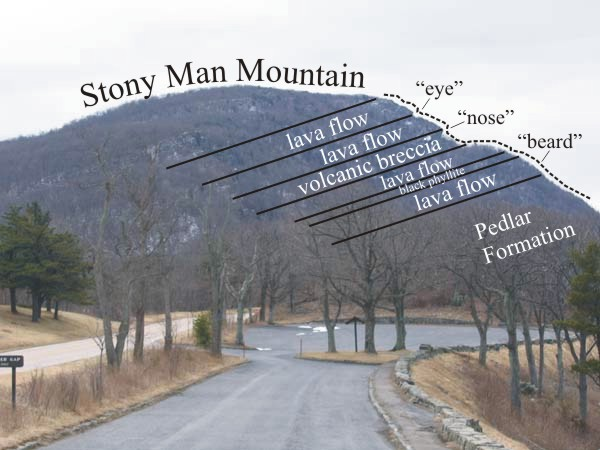 Stony Man Mountain
“eye”
“nose”
“beard”
lava flow
lava flow
volcanic breccia
lava flow
black phyllite
lava flow
Pedlar
Formation